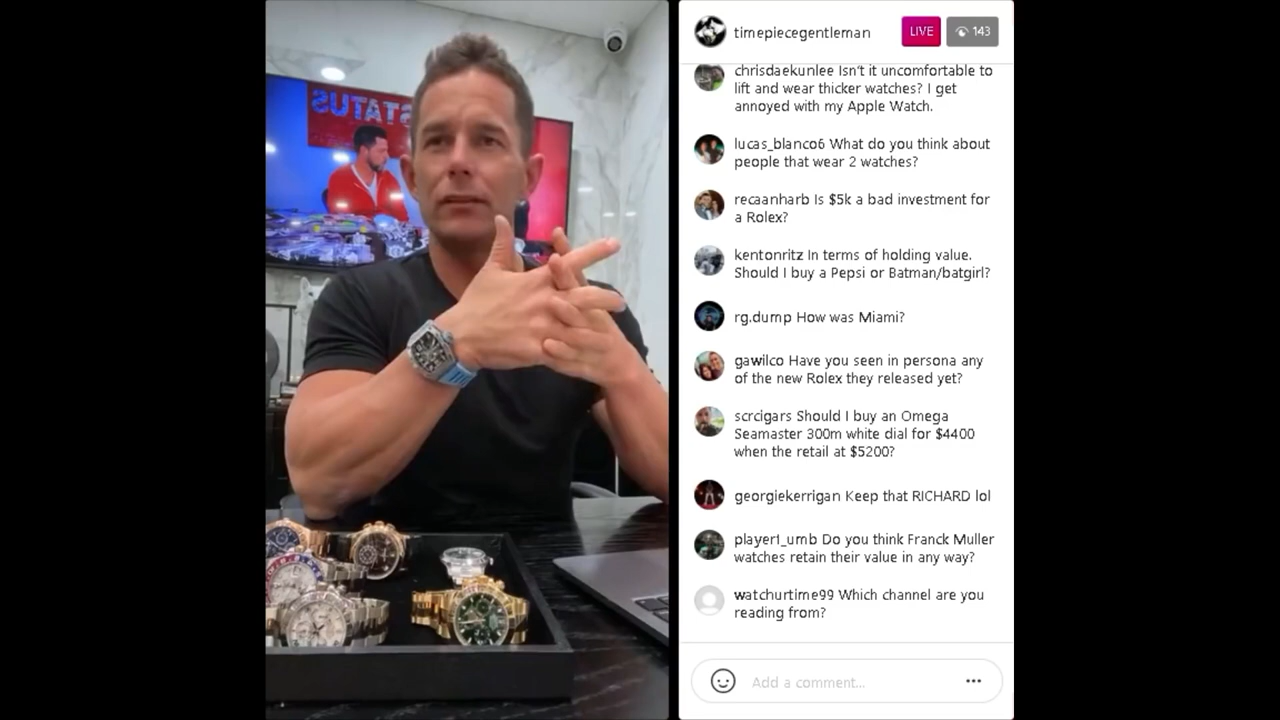 STATUS
timepiecegentleman
LIVE
143
chrisdaekunlee Isn't it uncomfortable to
lift and wear thicker watches? I get
annoyed with my Apple Watch.
lucas_blanco6 What do you think about
people that wear 2 watches?
recaanharb Is $5k a bad investment for
a Rolex?
kentonritz In terms of holding value.
Should I buy a Pepsi or Batman/batgirl?
rg.dump How was Miami?
gawilco Have you seen in persona any
of the new Rolex they released yet?
scrcigars Should I buy an Omega
Seamaster 300m white dial for $4400
when the retail at $5200?
georgiekerrigan Keep that RICHARD lol
player1_umb Do you think Franck Muller
watches retain their value in any way?
watchurtime99 Which channel are you
reading from?
Add a comment...